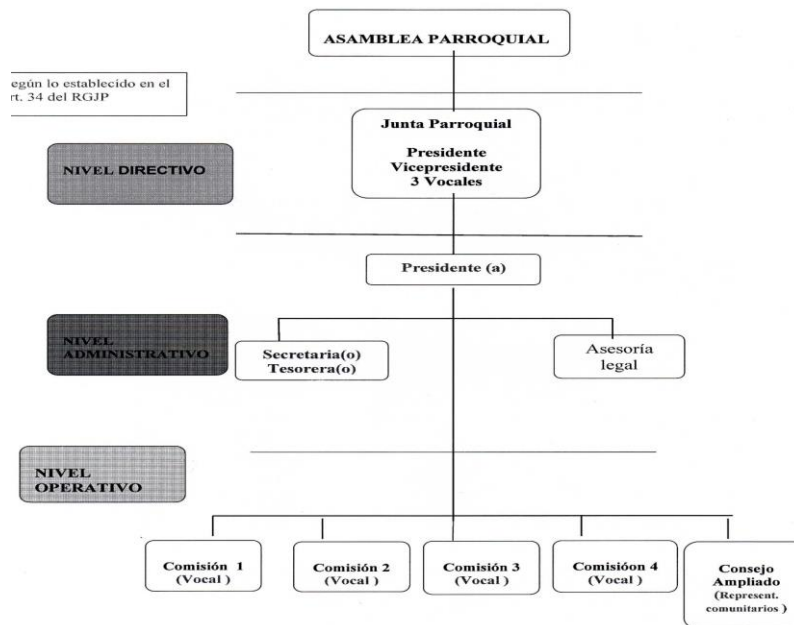 ASAMBLEA PARROQUIAL
egún lo establecido en el
rt. 34 del RGJP
Junta Parroquial
Presidente
Vicepresidente
3 Vocales
NIVEL DIRECTIVO
Presidente (a)
NIVEL
ADMINISTRATIVO
Secretaria(o)
Tesorera(o)
Asesoría
legal
NIVEL
OPERATIVO
Comisión 1
(Vocal )
Comisión 2
(Vocal )
Comisión 3
(Vocal )
Comisióon 4
(Vocal )
Consejo
Ampliado
(Represent.
comunitarios )